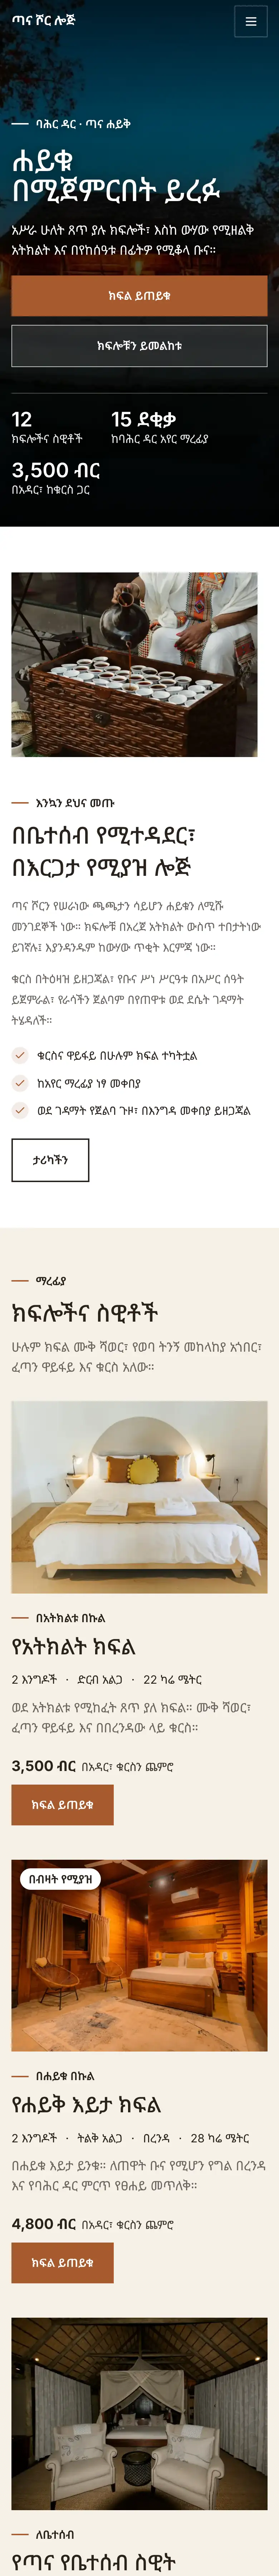 ጣና ሾር ሎጅ
ባሕር ዳር · ጣና ሐይቅ
ሐይቁ
በሚጀምርበት ይረፉ
አሥራ ሁለት ጸጥ ያሉ ክፍሎች፣ እስከ ውሃው የሚዘልቅ
አትክልት እና በየከሰዓቱ በፊትዎ የሚቆላ ቡና።
ክፍል ይጠይቁ
ክፍሎቹን ይመልከቱ
12
ክፍሎችና ስዊቶች
15 ደቂቃ
ከባሕር ዳር አየር ማረፊያ
3,500 ብር
በአዳር፣ ከቁርስ ጋር
እንኳን ደህና መጡ
በቤተሰብ የሚተዳደር፣
በእርጋታ የሚያዝ ሎጅ
ጣና ሾርን የሠራነው ጫጫታን ሳይሆን ሐይቁን ለሚሹ
መንገደኞች ነው። ክፍሎቹ በአረጀ አትክልት ውስጥ ተበታትነው
ይገኛሉ፤ እያንዳንዱም ከውሃው ጥቂት እርምጃ ነው።
ቁርስ በትዕዛዝ ይዘጋጃል፣ የቡና ሥነ ሥርዓቱ በአሥር ሰዓት
ይጀምራል፣ የራሳችን ጀልባም በየጠዋቱ ወደ ደሴት ገዳማት
ትሄዳለች።
ቁርስና ዋይፋይ በሁሉም ክፍል ተካትቷል
ከአየር ማረፊያ ነፃ መቀበያ
ወደ ገዳማት የጀልባ ጉዞ፣ በእንግዳ መቀበያ ይዘጋጃል
ታሪካችን
ማረፊያ
ክፍሎችና ስዊቶች
ሁሉም ክፍል ሙቅ ሻወር፣ የወባ ትንኝ መከላከያ አጎበር፣
ፈጣን ዋይፋይ እና ቁርስ አለው።
በአትክልቱ በኩል
የአትክልት ክፍል
2 እንግዶች · ድርብ አልጋ · 22 ካሬ ሜትር
ወደ አትክልቱ የሚከፈት ጸጥ ያለ ክፍል። ሙቅ ሻወር፣
ፈጣን ዋይፋይ እና በበረንዳው ላይ ቁርስ።
3,500 ብር በአዳር፣ ቁርስን ጨምሮ
ክፍል ይጠይቁ
በብዛት የሚያዝ
በሐይቁ በኩል
የሐይቅ እይታ ክፍል
2 እንግዶች · ትልቅ አልጋ · በረንዳ · 28 ካሬ ሜትር
በሐይቁ እይታ ይንቁ። ለጠዋት ቡና የሚሆን የግል በረንዳ
እና የባሕር ዳር ምርጥ የፀሐይ መጥለቅ።
4,800 ብር በአዳር፣ ቁርስን ጨምሮ
ክፍል ይጠይቁ
ለቤተሰብ
የጣና የቤተሰብ ስዊት